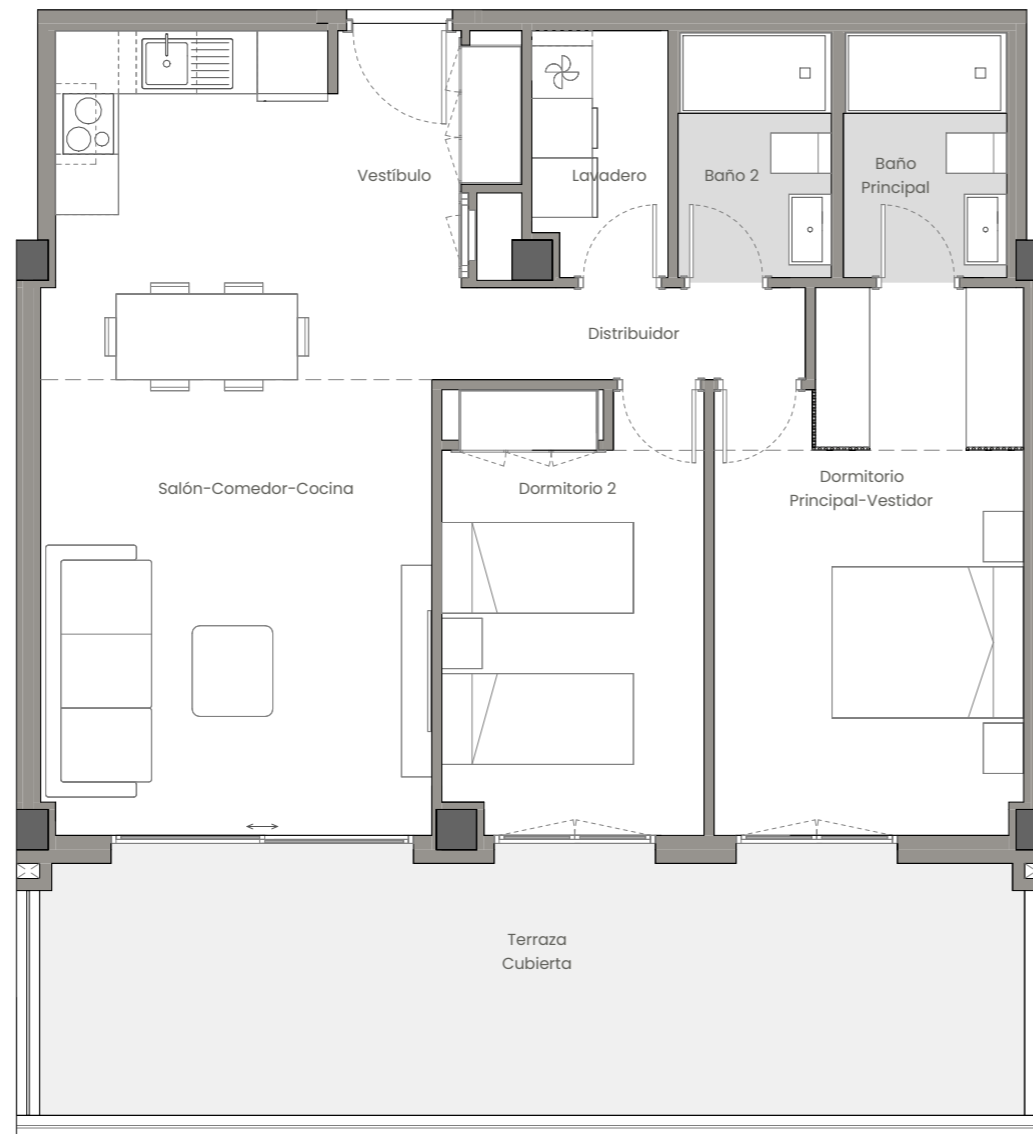 Vestíbulo
Lavadero
Baño 2
Baño
Principal
Distribuidor
Salón-Comedor-Cocina
Dormitorio 2
Dormitorio
Principal-Vestidor
Terraza
Cubierta